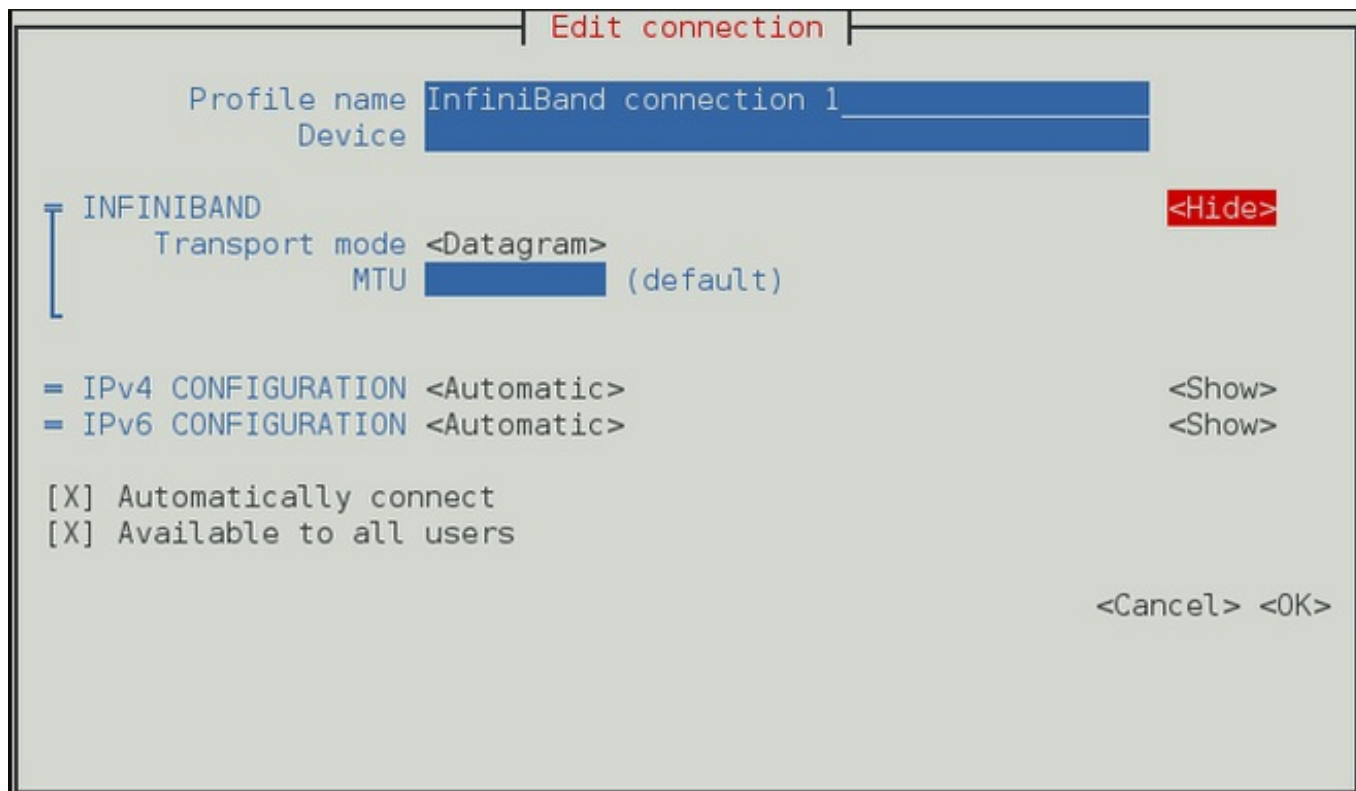 Edit connection
Profile name InfiniBand connection 1
Device
INFINIBAND <Hide>
Transport mode <Datagram>
MTU (default)
IPv4 CONFIGURATION <Automatic> <Show>
IPv6 CONFIGURATION <Automatic> <Show>
[X] Automatically connect
[X] Available to all users
<Cancel> <OK>